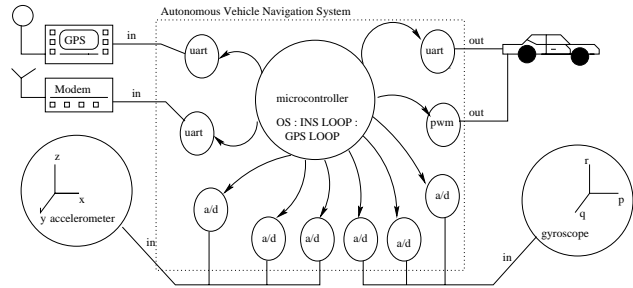 Autonomous Vehicle Navigation System
GPS
in
uart
uart
out
Modem
in
uart
microcontroller
OS : INS LOOP :
GPS LOOP
pwm
out
z
x
y accelerometer
in
a/d
a/d
a/d
a/d
a/d
a/d
r
p
q
gyroscope
in